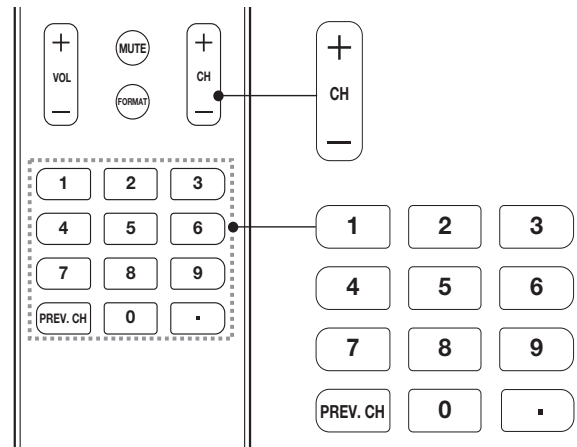 + MUTE +
VOL CH
FORMAT
— —
1 2 3
4 5 6
7 8 9
PREV. CH 0 .
+
CH
—
1 2 3
4 5 6
7 8 9
PREV. CH 0 .